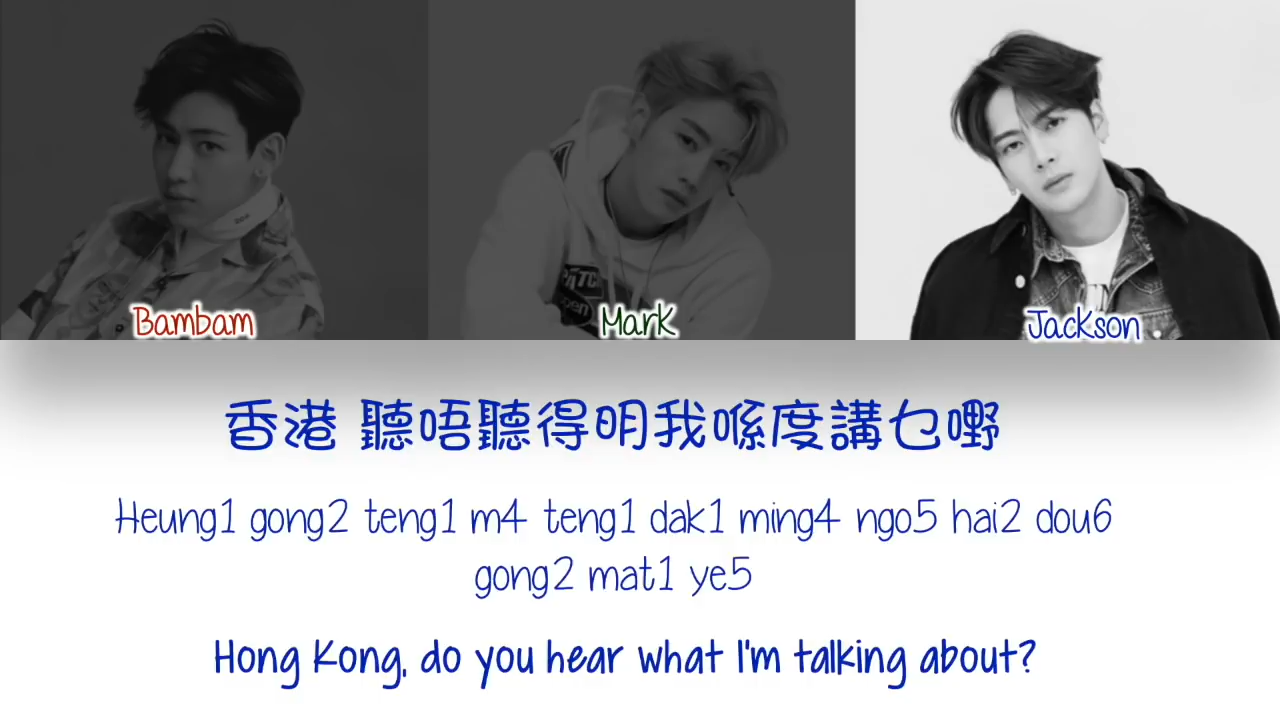 Bambam
Mark
Jackson
香港 聽唔聽得明我喺度講乜嘢
Heung1 gong2 teng1 m4 teng1 dak1 ming4 ngo5 hai2 dou6
gong2 mat1 ye5
Hong Kong, do you hear what I'm talking about?